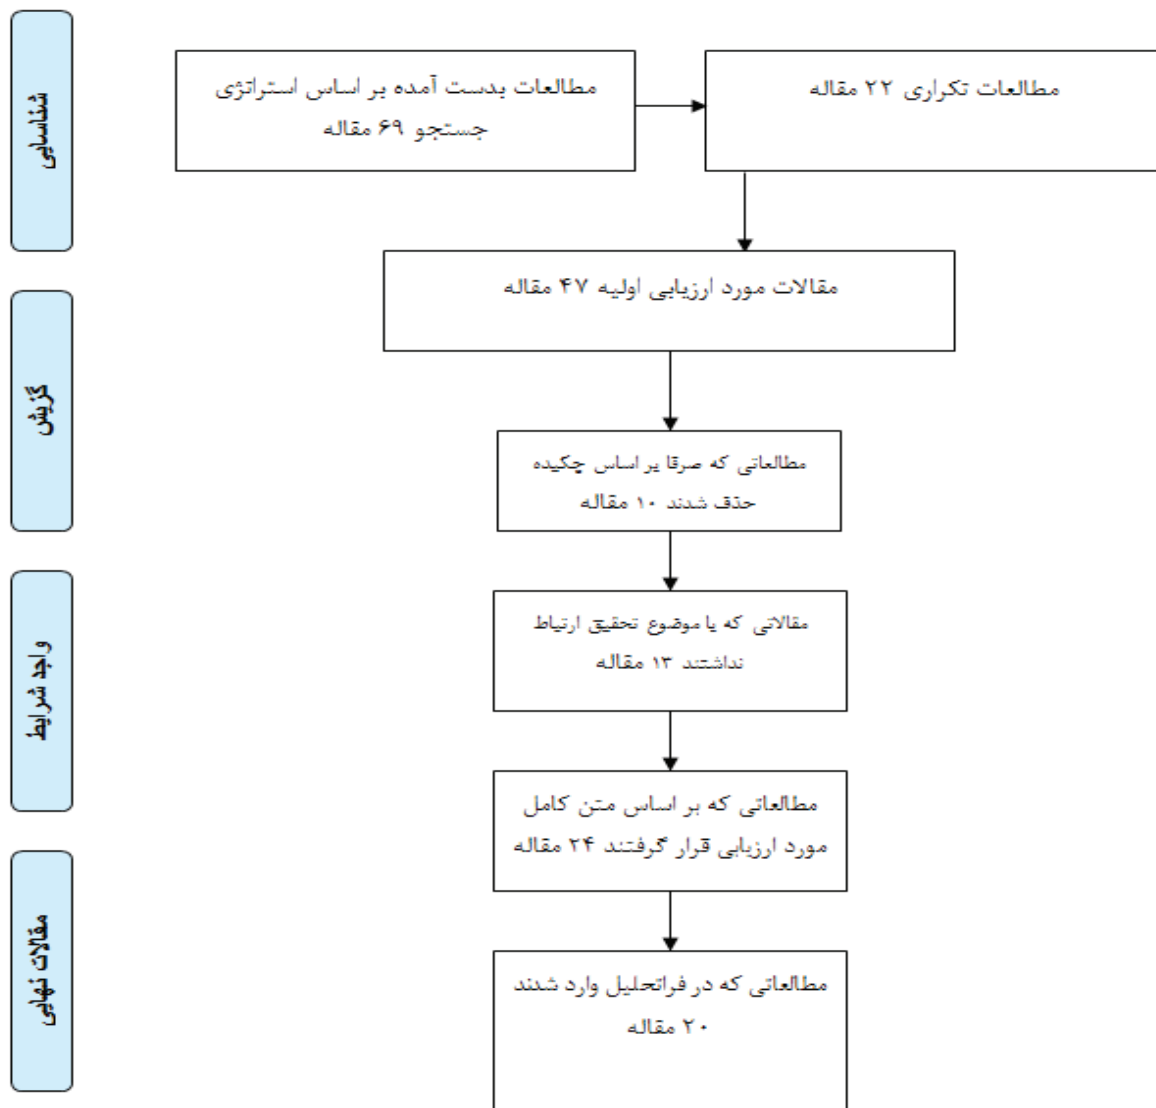 شناسایی
مطالعات بدست آمده بر اساس استراتژی
جستجو ۶۹ مقاله
مطالعات تکراری ۲۲ مقاله
مقالات مورد ارزیابی اولیه ۴۷ مقاله
گزینش
مطالعاتی که صرفا بر اساس چکیده
حذف شدند ۱۰ مقاله
واجد شرایط
مقالاتی که با موضوع تحقیق ارتباط
نداشتند ۱۳ مقاله
مطالعاتی که بر اساس متن کامل
مورد ارزیابی قرار گرفتند ۲۴ مقاله
مقالات نهایی
مطالعاتی که در فراتحلیل وارد شدند
۲۰ مقاله